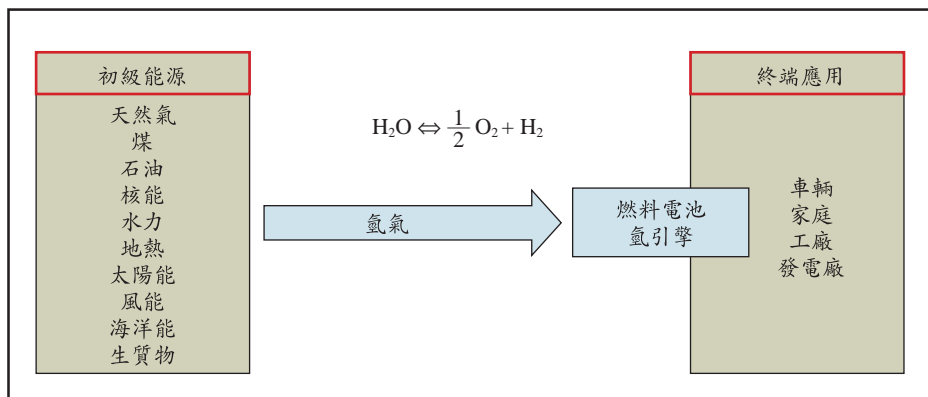 初級能源
天然氣
煤
石油
核能
水力
地熱
太陽能
風能
海洋能
生質物
H₂O ⇔ 1/2 O₂ + H₂
氫氣
燃料電池
氫引擎
終端應用
車輛
家庭
工廠
發電廠